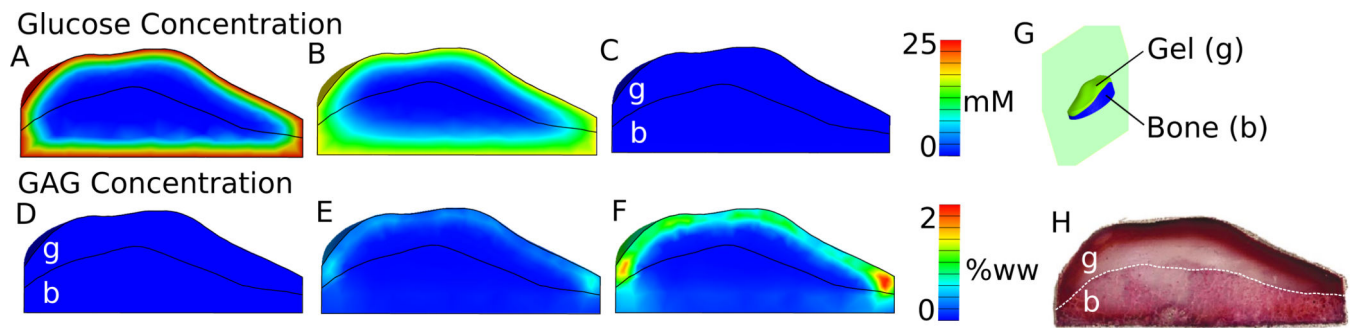 Glucose Concentration
A
B
C
g
b
25
mM
0
G
Gel (g)
Bone (b)
GAG Concentration
D
g
b
E
F
2
%ww
0
H
g
b